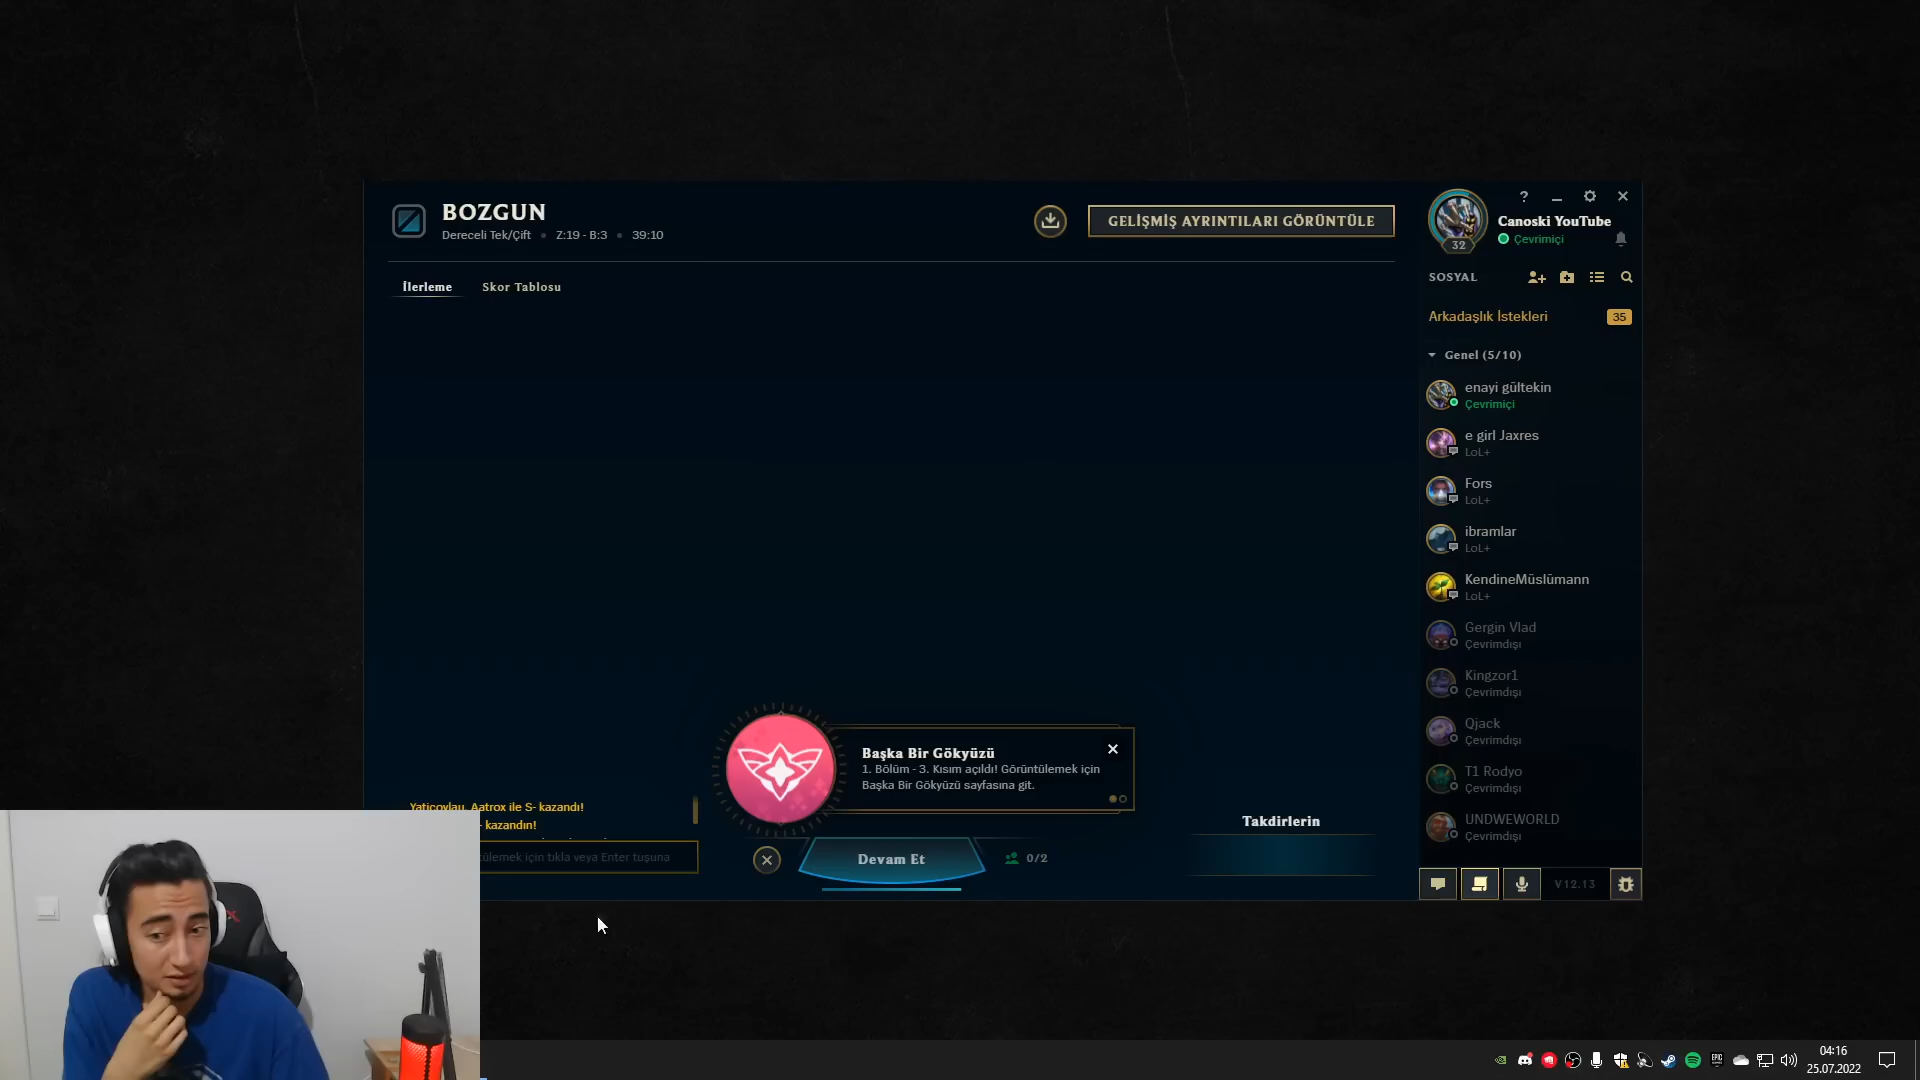 BOZGUN
Dereceli Tek/Çift • Z:19 - B:3 • 39:10
GELİŞMİŞ AYRINTILARI GÖRÜNTÜLE
İlerleme
Skor Tablosu
Başka Bir Gökyüzü
1. Bölüm - 3. Kısım açıldı! Görüntülemek için
Başka Bir Gökyüzü sayfasına git.
Yaticoylau, Aatrox ile S- kazandı!
- kazandın!
ülemek için tıkla veya Enter tuşuna
Devam Et
0/2
Takdirlerin
?
Canoski YouTube
Çevrimiçi
32
SOSYAL
Arkadaşlık İstekleri
35
Genel (5/10)
enayi gültekin
Çevrimiçi
e girl Jaxres
LoL+
Fors
LoL+
ibramlar
LoL+
KendineMüslümann
LoL+
Gergin Vlad
Çevrimdışı
Kingzor1
Çevrimdışı
Qjack
Çevrimdışı
T1 Rodyo
Çevrimdışı
UNDWEWORLD
Çevrimdışı
V12.13
EPIC
04:16
25.07.2022